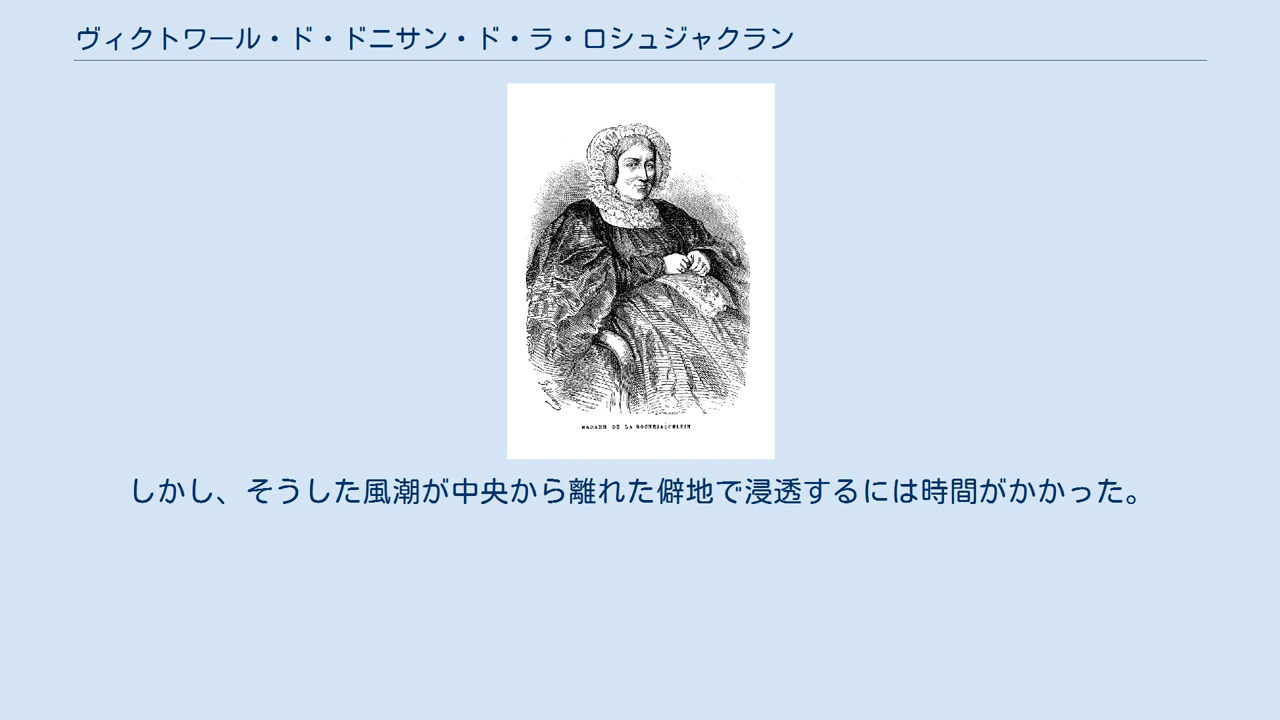 ヴィクトワール・ド・ドニサン・ド・ラ・ロシュジャクラン
MADAME DE LA ROCHEJAQUELEIN
しかし、そうした風潮が中央から離れた僻地で浸透するには時間がかかった。